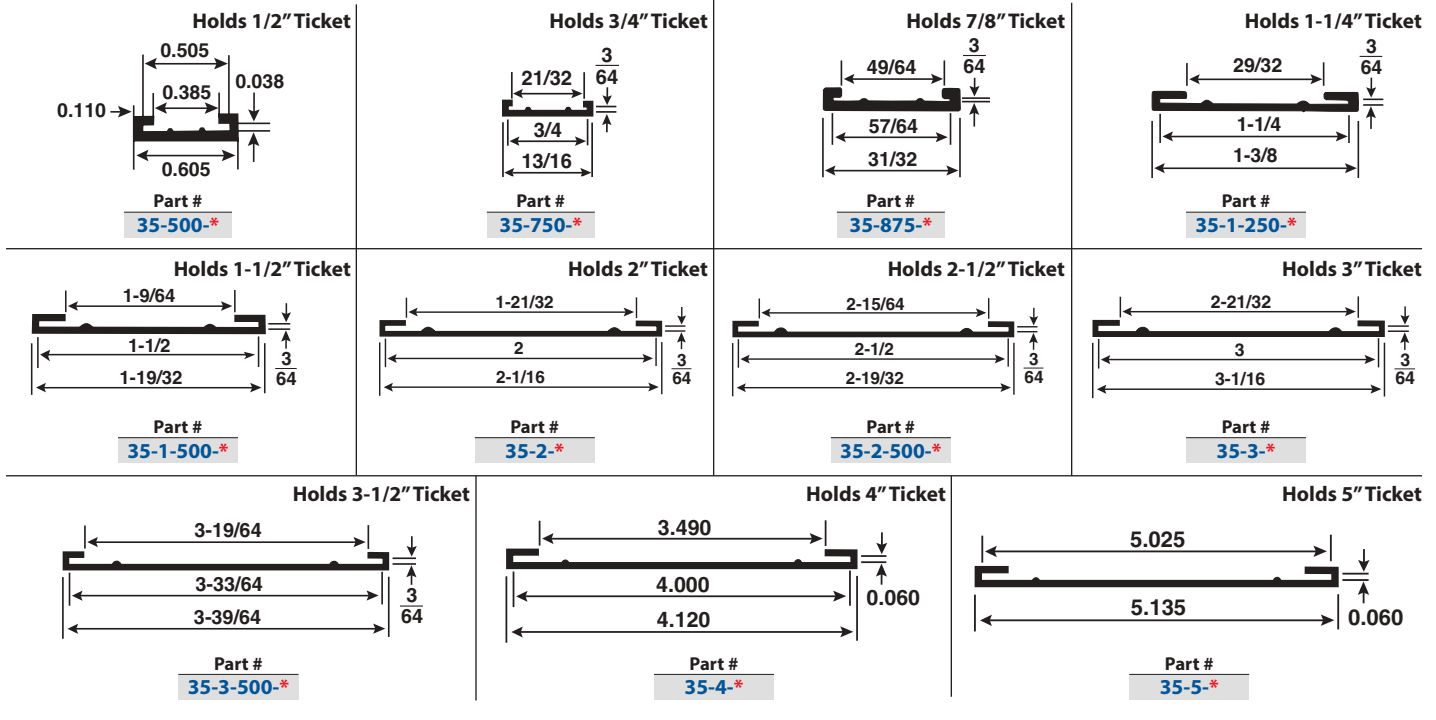 Holds 1/2” Ticket
0.505
0.038
0.385
0.110
0.605
Part #
35-500-*
Holds 3/4” Ticket
21/32
3/64
3/4
13/16
Part #
35-750-*
Holds 7/8” Ticket
49/64
3/64
57/64
31/32
Part #
35-875-*
Holds 1-1/4” Ticket
29/32
3/64
1-1/4
1-3/8
Part #
35-1-250-*
Holds 1-1/2” Ticket
1-9/64
1-1/2
3/64
1-19/32
Part #
35-1-500-*
Holds 2” Ticket
1-21/32
2
3/64
2-1/16
Part #
35-2-*
Holds 2-1/2” Ticket
2-15/64
2-1/2
3/64
2-19/32
Part #
35-2-500-*
Holds 3” Ticket
2-21/32
3
3/64
3-1/16
Part #
35-3-*
Holds 3-1/2” Ticket
3-19/64
3-33/64
3/64
3-39/64
Part #
35-3-500-*
Holds 4” Ticket
3.490
4.000
0.060
4.120
Part #
35-4-*
Holds 5” Ticket
5.025
5.135
0.060
Part #
35-5-*